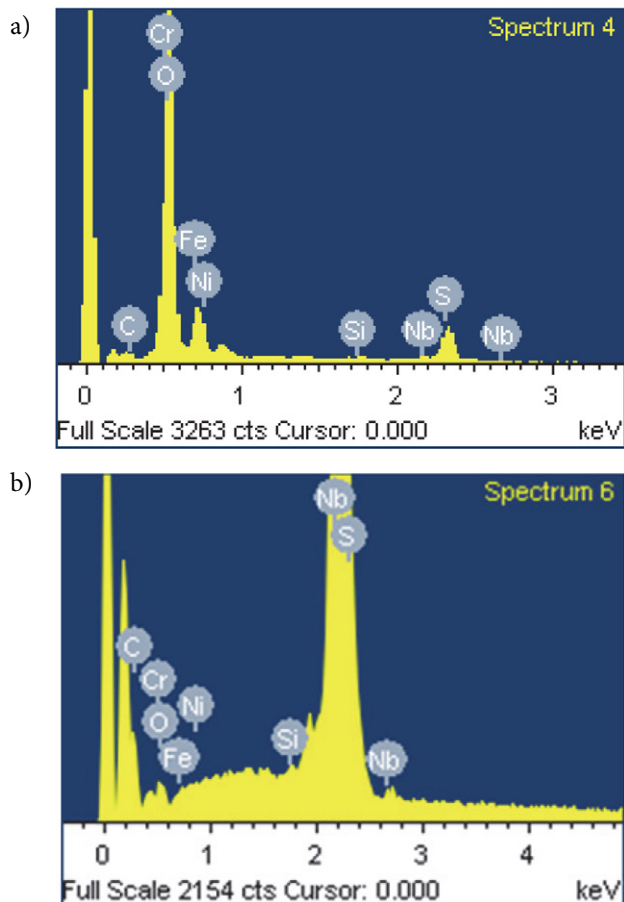 a)
Spectrum 4
Cr
O
Fe
Ni
C
Si
Nb
S
Nb
0 1 2 3
Full Scale 3263 cts Cursor: 0.000 keV
b)
Spectrum 6
Nb
S
C
Cr
Ni
O
Fe
Si
Nb
0 1 2 3 4
Full Scale 2154 cts Cursor: 0.000 keV